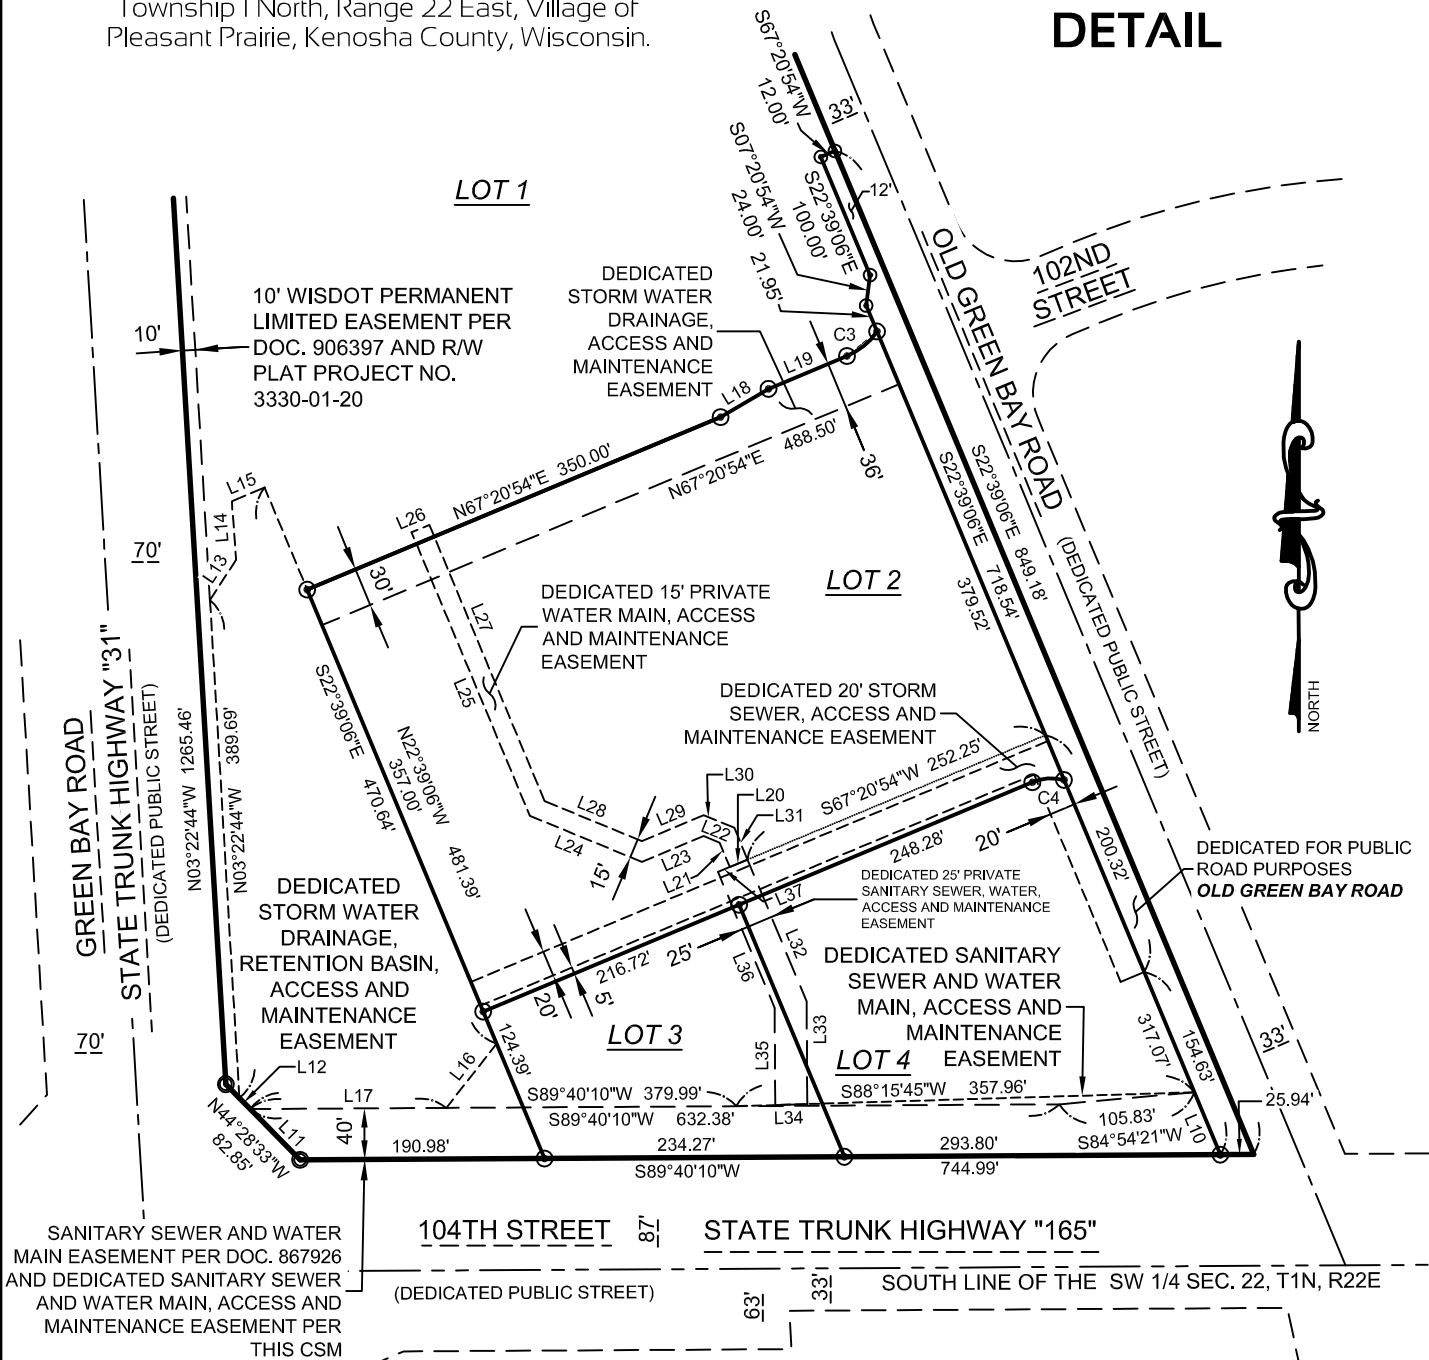 Township 1 North, Range 22 East, Village of
Pleasant Prairie, Kenosha County, Wisconsin.
DETAIL
S67°20'54"W
12.00'
33'
S07°20'54"W
24.00'
21.95'
S22°39'06"E
100.00'
12'
LOT 1
10' WISDOT PERMANENT
LIMITED EASEMENT PER
DOC. 906397 AND R/W
PLAT PROJECT NO.
3330-01-20
10'
DEDICATED
STORM WATER
DRAINAGE,
ACCESS AND
MAINTENANCE
EASEMENT
C3
L19
L18
OLD GREEN BAY ROAD
(DEDICATED PUBLIC STREET)
102ND
STREET
N67°20'54"E 350.00'
N67°20'54"E 488.50'
36'
S22°39'06"E 849.18'
S22°39'06"E 718.54'
379.52'
L15
L14
L13
70'
L26
30'
L27
L25
DEDICATED 15' PRIVATE
WATER MAIN, ACCESS
AND MAINTENANCE
EASEMENT
LOT 2
NORTH
GREEN BAY ROAD
STATE TRUNK HIGHWAY "31"
(DEDICATED PUBLIC STREET)
N03°22'44"W 1265.46'
N03°22'44"W 389.69'
S22°39'06"E 470.64'
N22°39'06"W
357.00'
481.39'
DEDICATED 20' STORM
SEWER, ACCESS AND
MAINTENANCE EASEMENT
S67°20'54"W 252.25'
L28
L24
L29
L30
L20
L31
L22
L23
L21
15'
C4
20'
248.28'
200.32'
DEDICATED FOR PUBLIC
ROAD PURPOSES
OLD GREEN BAY ROAD
DEDICATED 25' PRIVATE
SANITARY SEWER, WATER,
ACCESS AND MAINTENANCE
EASEMENT
L37
L32
L36
25'
216.72'
20'
5'
DEDICATED
STORM WATER
DRAINAGE,
RETENTION BASIN,
ACCESS AND
MAINTENANCE
EASEMENT
DEDICATED SANITARY
SEWER AND WATER
MAIN, ACCESS AND
MAINTENANCE
EASEMENT
70'
LOT 3
LOT 4
L33
L35
L34
317.07'
154.63'
33'
124.39'
L16
L12
L17
L11
N44°28'33"W
82.85'
40'
S89°40'10"W 379.99'
S89°40'10"W 632.38'
S88°15'45"W 357.96'
105.83'
S84°54'21"W
L10
25.94'
190.98'
234.27'
S89°40'10"W
293.80'
744.99'
SANITARY SEWER AND WATER
MAIN EASEMENT PER DOC. 867926
AND DEDICATED SANITARY SEWER
AND WATER MAIN, ACCESS AND
MAINTENANCE EASEMENT PER
THIS CSM
104TH STREET
87'
STATE TRUNK HIGHWAY "165"
(DEDICATED PUBLIC STREET)
63'
33'
SOUTH LINE OF THE SW 1/4 SEC. 22, T1N, R22E